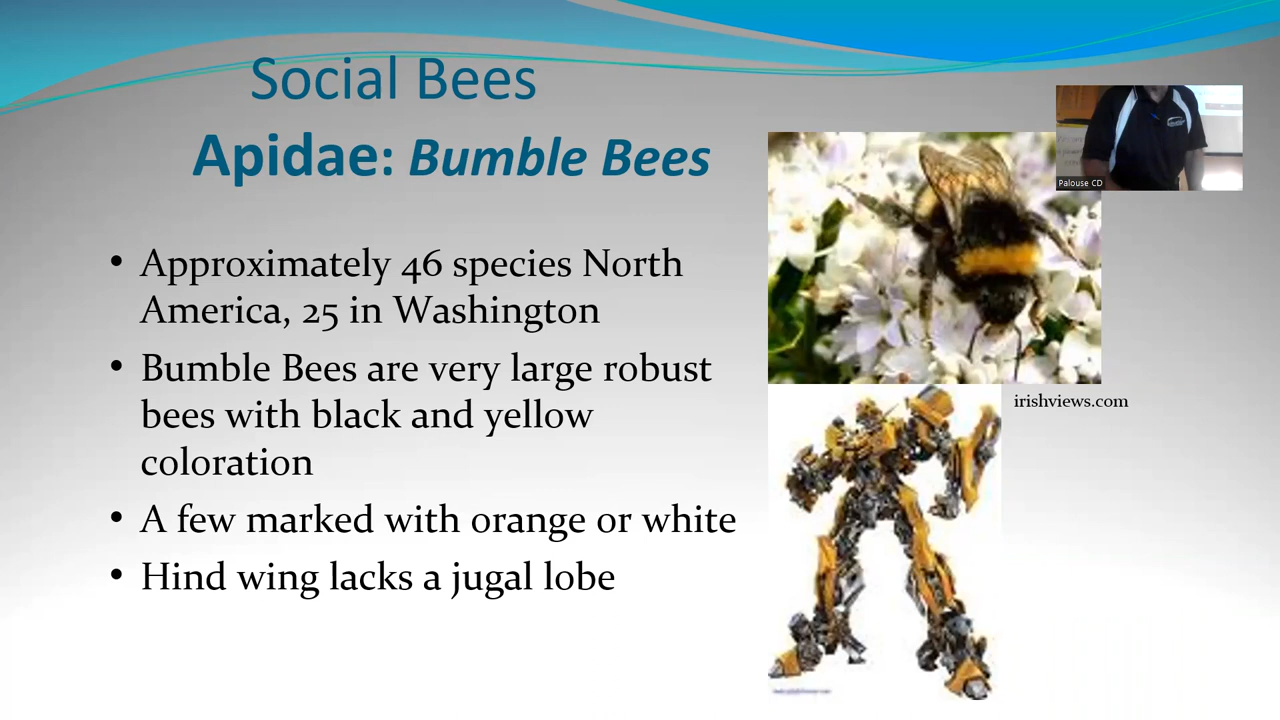 Social Bees
Apidae: Bumble Bees
• Approximately 46 species North
America, 25 in Washington
• Bumble Bees are very large robust
bees with black and yellow
coloration
• A few marked with orange or white
• Hind wing lacks a jugal lobe
Palouse CD
irishviews.com